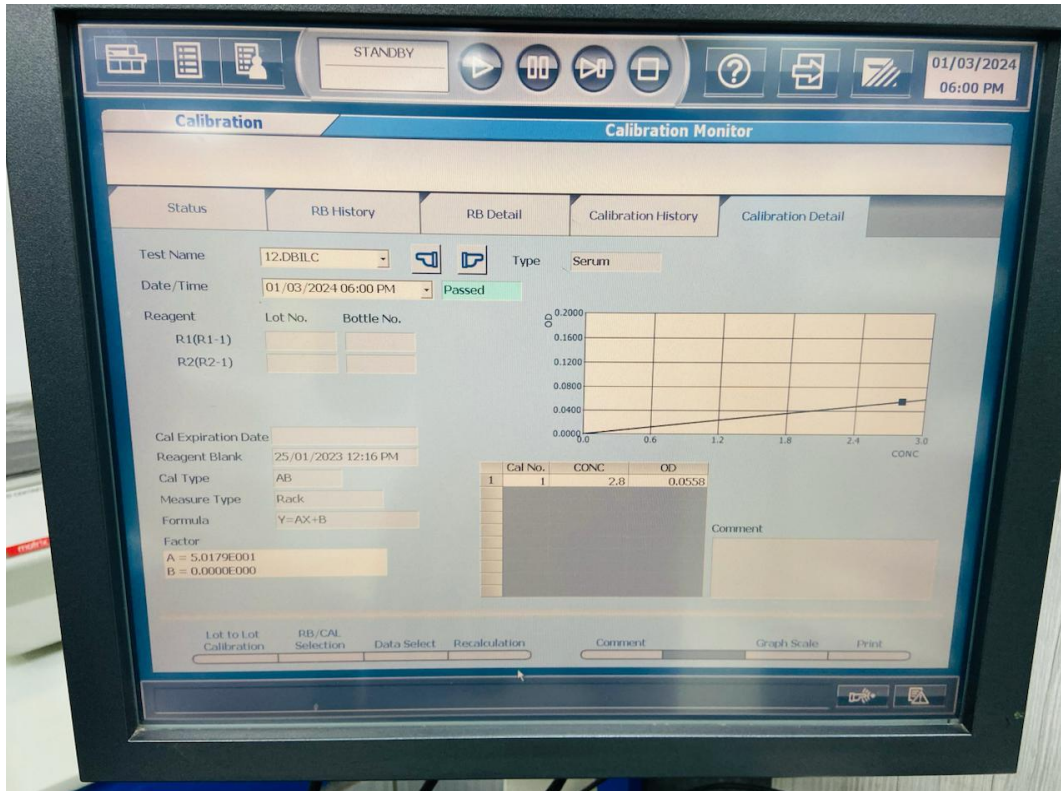 STANDBY
01/03/2024
06:00 PM
Calibration
Calibration Monitor
Status
RB History
RB Detail
Calibration History
Calibration Detail
Test Name
12.DBILC
Type
Serum
Date/Time
01/03/2024 06:00 PM
Passed
Reagent
Lot No.
Bottle No.
R1(R1-1)
R2(R2-1)
OD
0.2000
0.1600
0.1200
0.0800
0.0400
0.0000
0.0
0.6
1.2
1.8
2.4
3.0
CONC
Cal Expiration Date
Reagent Blank
25/01/2023 12:16 PM
Cal Type
AB
Measure Type
Rack
Formula
Y=AX+B
Factor
A = 5.0179E001
B = 0.0000E000
Cal No.
CONC
OD
1
1
2.8
0.0558
Comment
Lot to Lot
Calibration
RB/CAL
Selection
Data Select
Recalculation
Comment
Graph Scale
Print
matrix